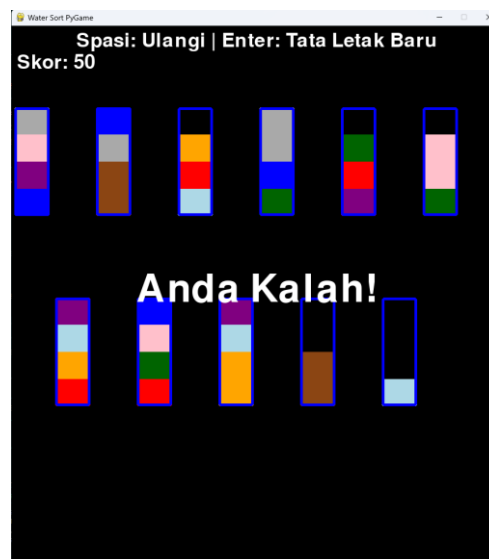 Water Sort PyGame
Spasi: Ulangi | Enter: Tata Letak Baru
Skor: 50
Anda Kalah!